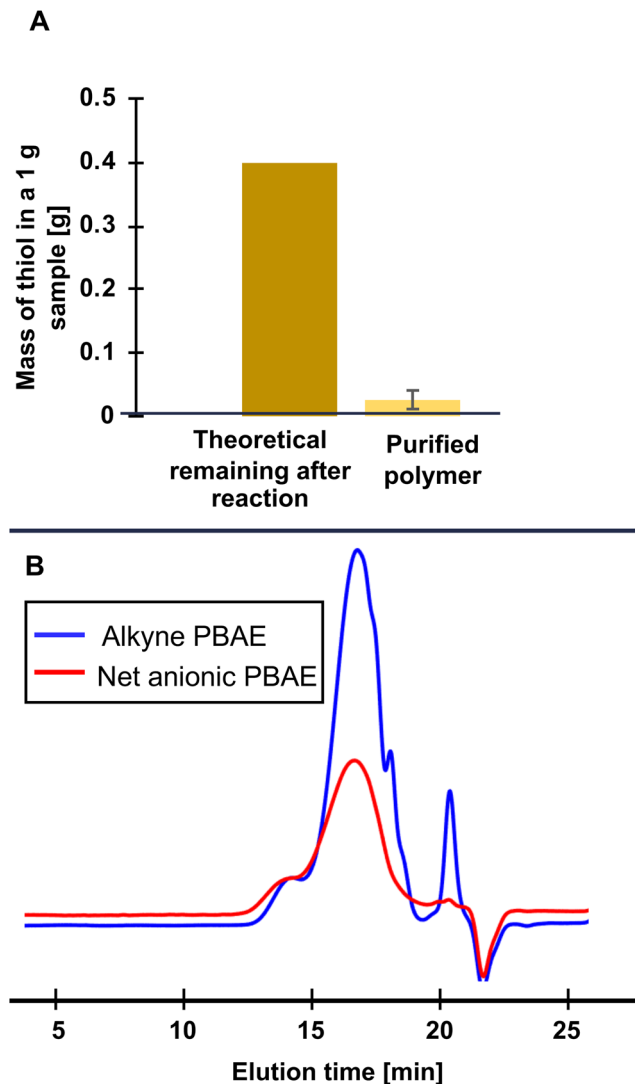 A
Mass of thiol in a 1 g
sample [g]
0.5
0.4
0.3
0.2
0.1
0
Theoretical
remaining after
reaction
Purified
polymer
B
Alkyne PBAE
Net anionic PBAE
5 10 15 20 25
Elution time [min]